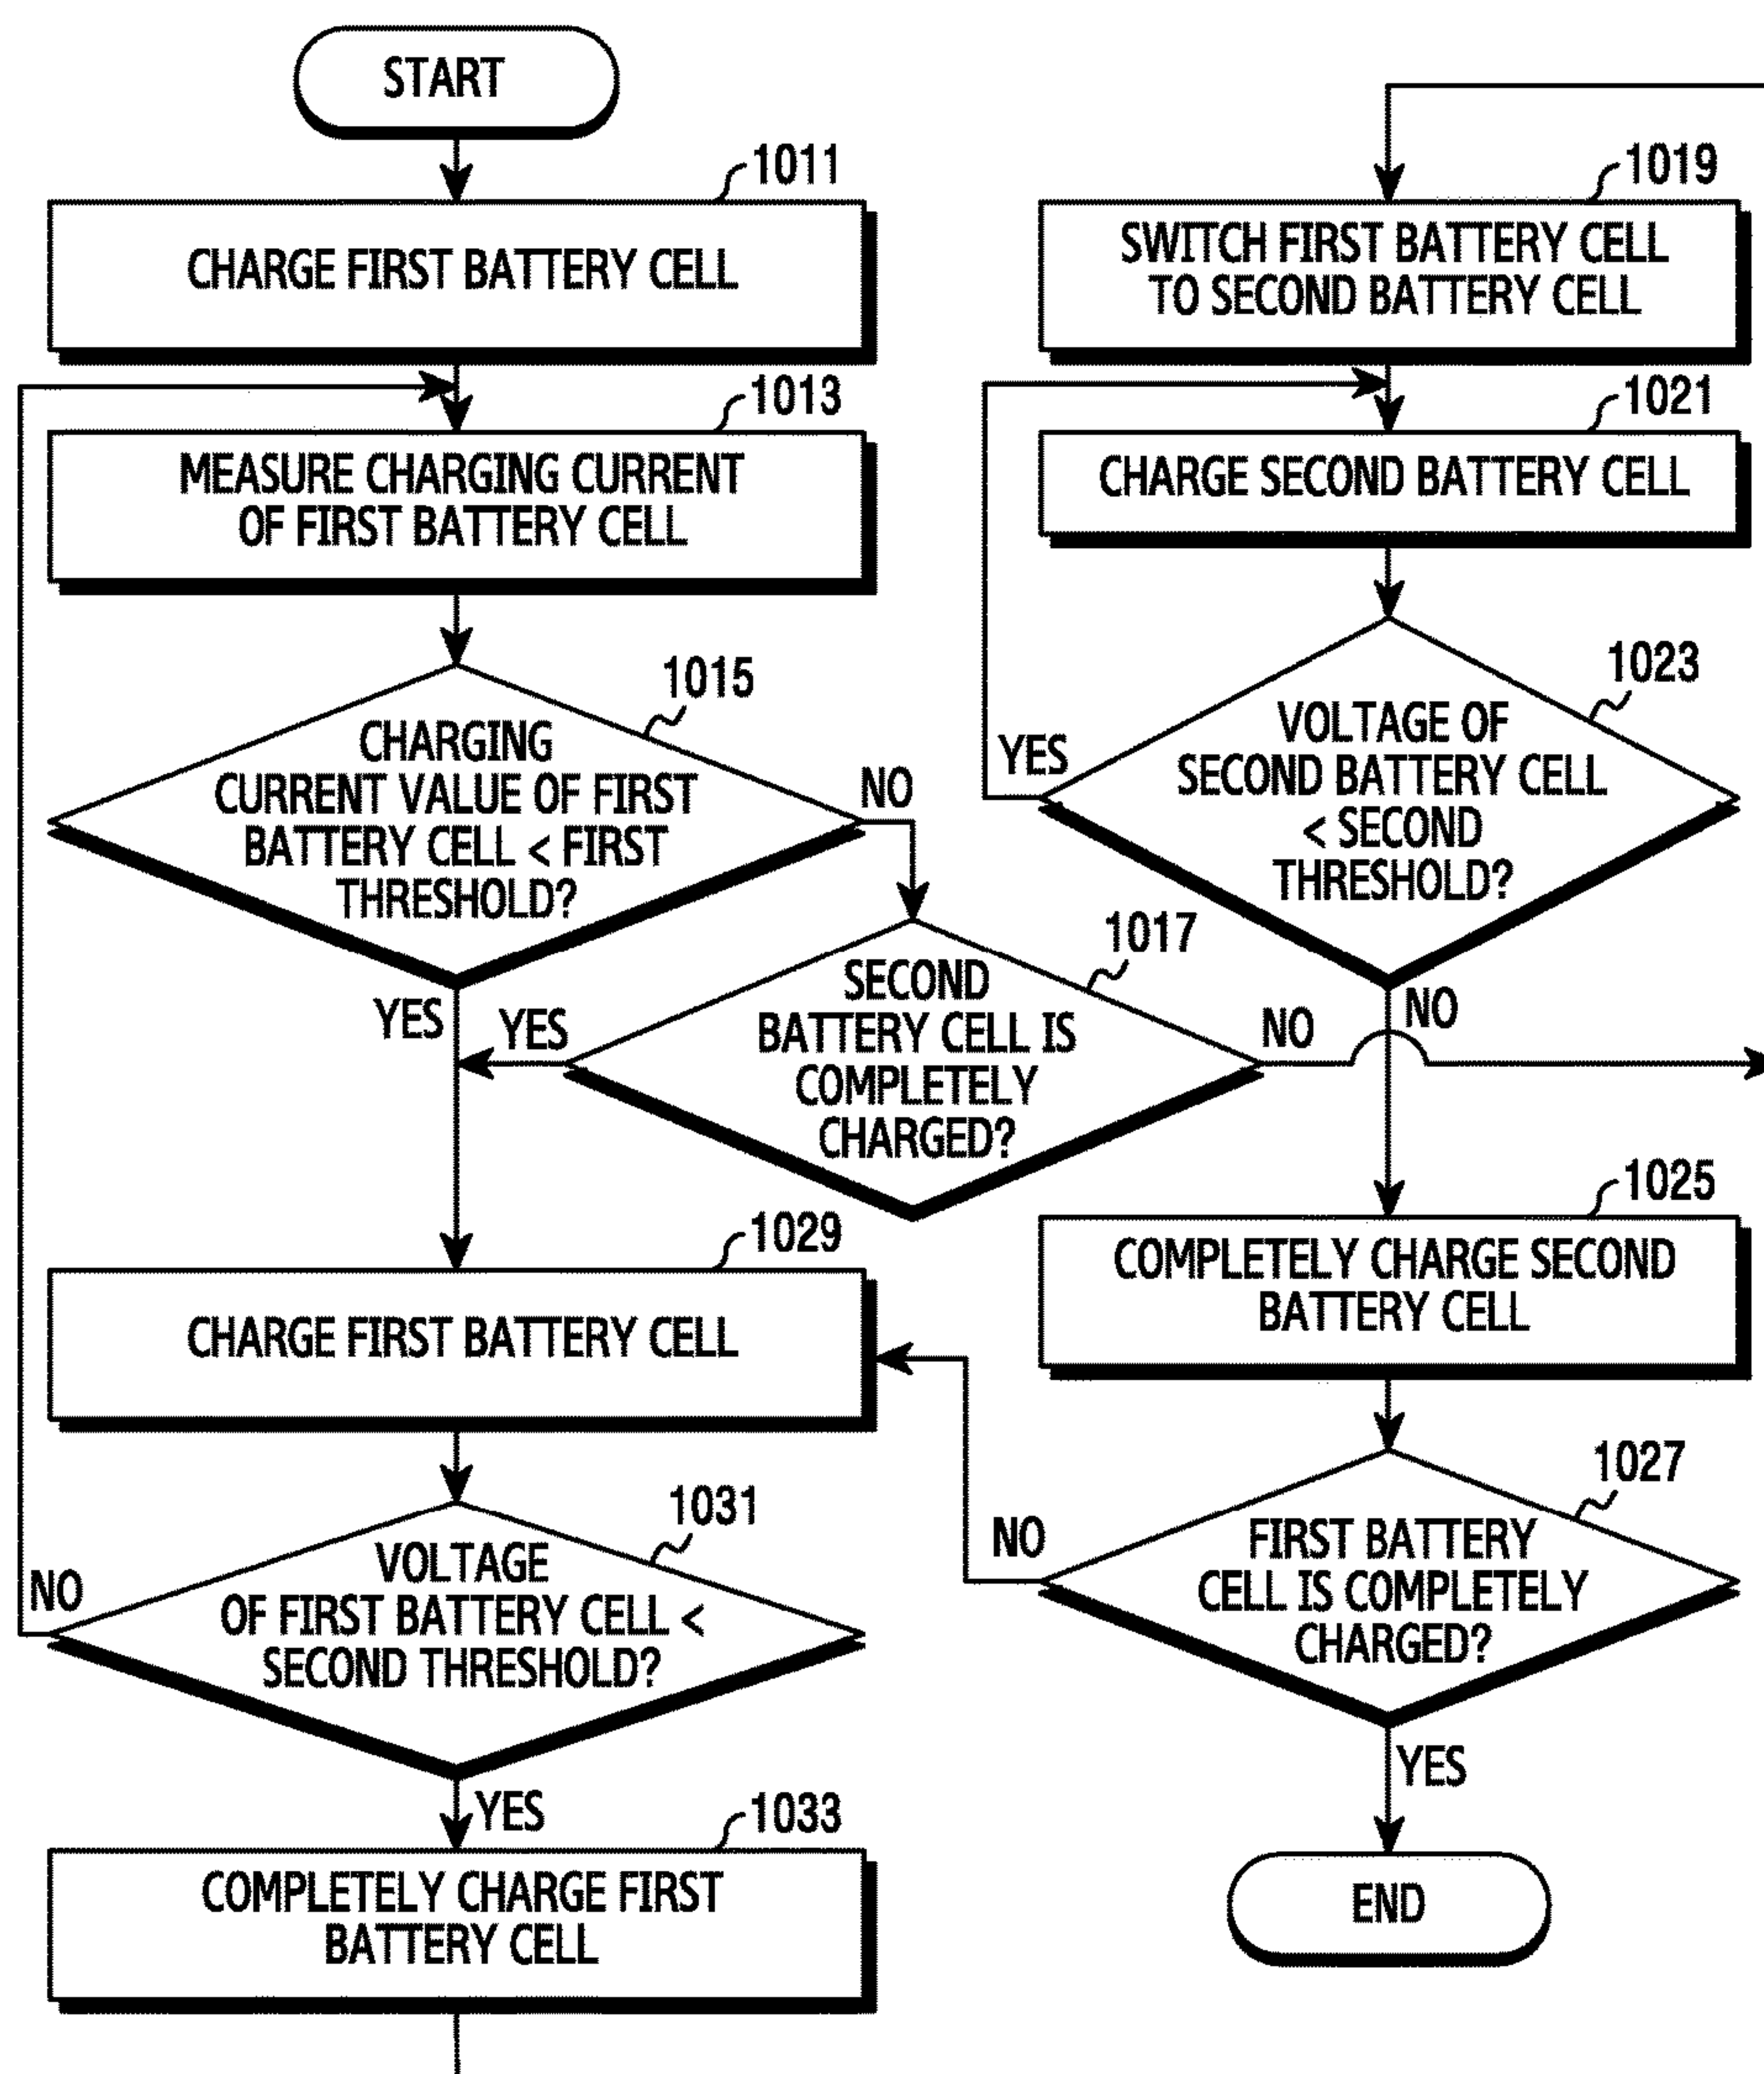 START
1011
CHARGE FIRST BATTERY CELL
1013
MEASURE CHARGING CURRENT
OF FIRST BATTERY CELL
1015
CHARGING
CURRENT VALUE OF FIRST
BATTERY CELL < FIRST
THRESHOLD?
NO
YES
1017
SECOND
BATTERY CELL IS
COMPLETELY
CHARGED?
YES
NO
1029
CHARGE FIRST BATTERY CELL
1031
VOLTAGE
OF FIRST BATTERY CELL <
SECOND THRESHOLD?
NO
YES
1033
COMPLETELY CHARGE FIRST
BATTERY CELL
1019
SWITCH FIRST BATTERY CELL
TO SECOND BATTERY CELL
1021
CHARGE SECOND BATTERY CELL
1023
VOLTAGE OF
SECOND BATTERY CELL
< SECOND
THRESHOLD?
YES
NO
1025
COMPLETELY CHARGE SECOND
BATTERY CELL
1027
FIRST BATTERY
CELL IS COMPLETELY
CHARGED?
NO
YES
END